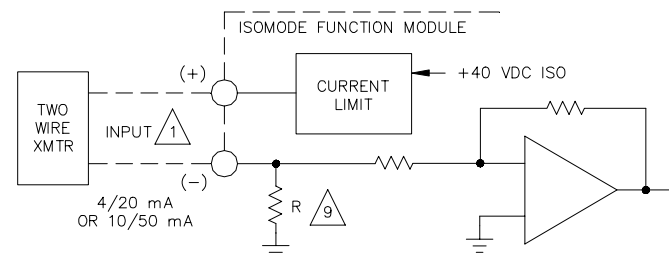 ISOMODE FUNCTION MODULE
(+)
+40 VDC ISO
CURRENT
LIMIT
TWO
WIRE
XMTR
INPUT 1
(-)
4/20 mA
OR 10/50 mA
R 9